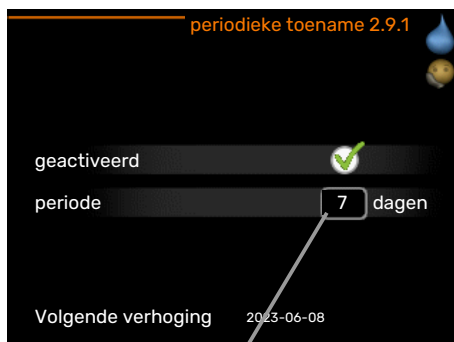 periodieke toename 2.9.1
geactiveerd
periode 7 dagen
Volgende verhoging 2023-06-08